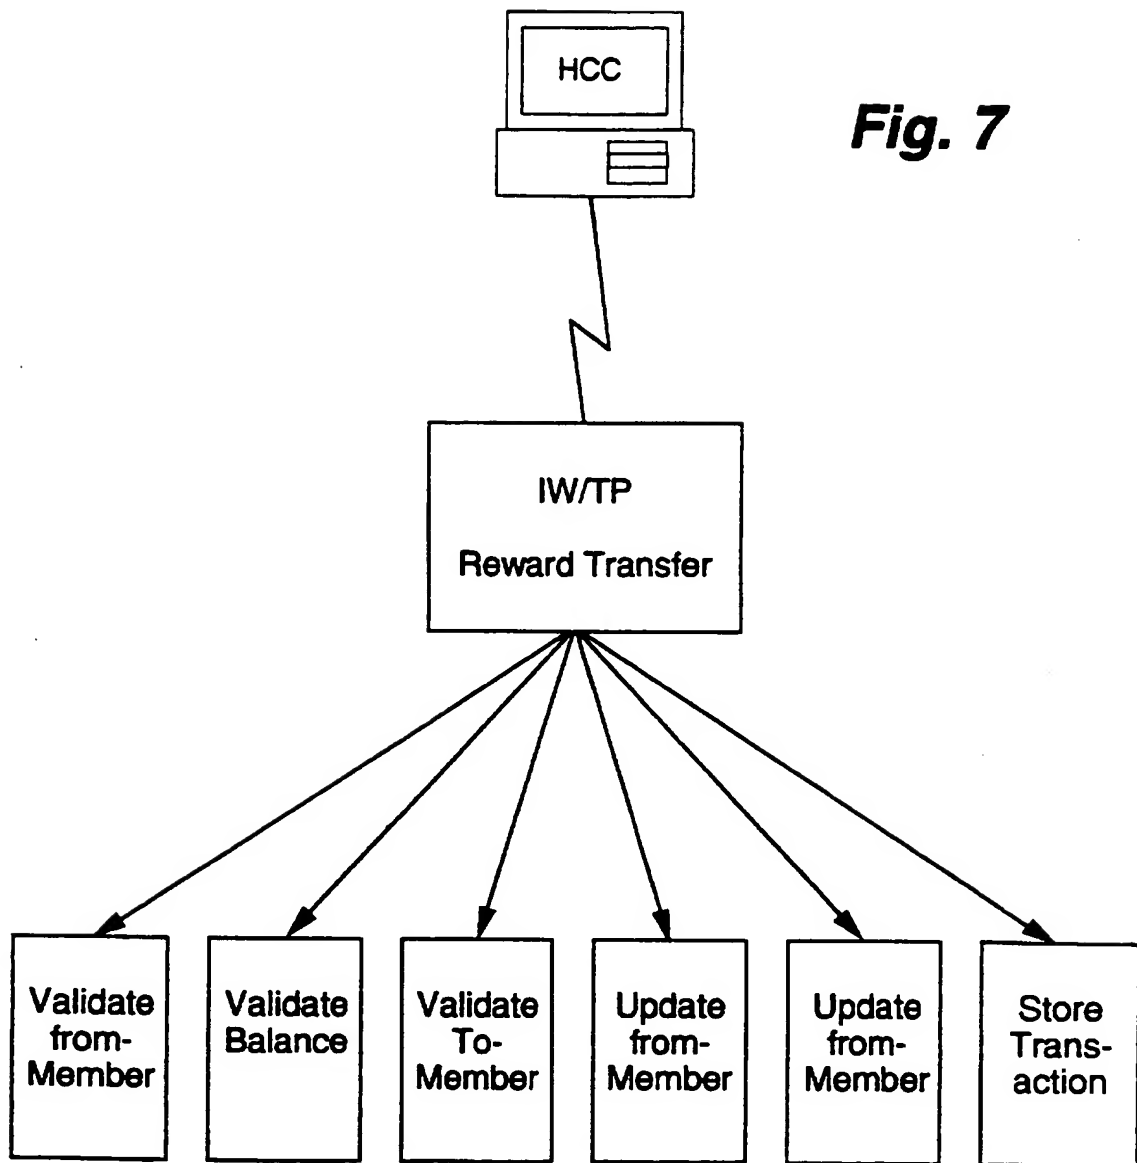 HCC
Fig. 7
IW/TP
Reward Transfer
Validate
from-
Member
Validate
Balance
Validate
To-
Member
Update
from-
Member
Update
from-
Member
Store
Trans-
action